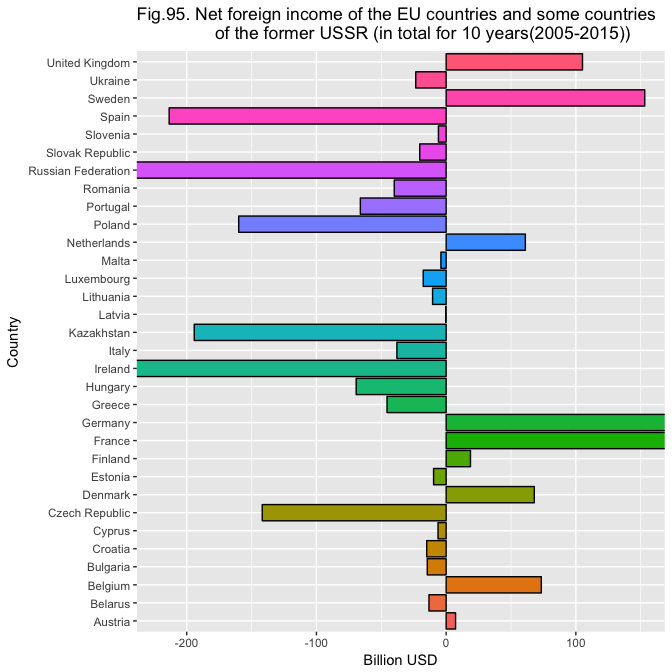 Fig.95. Net foreign income of the EU countries and some countries
of the former USSR (in total for 10 years(2005-2015))
Country
United Kingdom
Ukraine
Sweden
Spain
Slovenia
Slovak Republic
Russian Federation
Romania
Portugal
Poland
Netherlands
Malta
Luxembourg
Lithuania
Latvia
Kazakhstan
Italy
Ireland
Hungary
Greece
Germany
France
Finland
Estonia
Denmark
Czech Republic
Cyprus
Croatia
Bulgaria
Belgium
Belarus
Austria
-200 -100 0 100
Billion USD